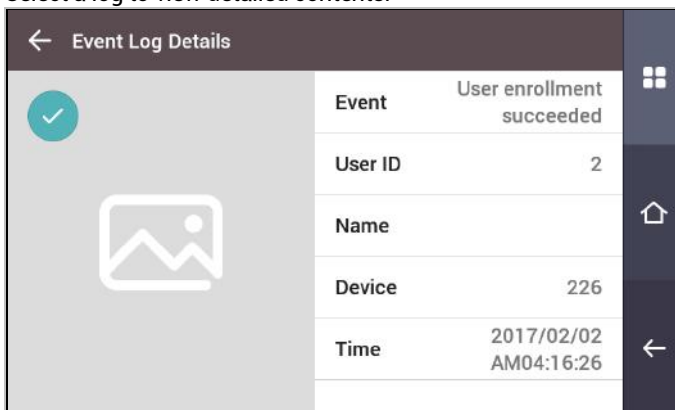 Select a log to view detailed contents.
Event Log Details
Event
User enrollment
succeeded
User ID
2
Name
Device
226
Time
2017/02/02
AM04:16:26